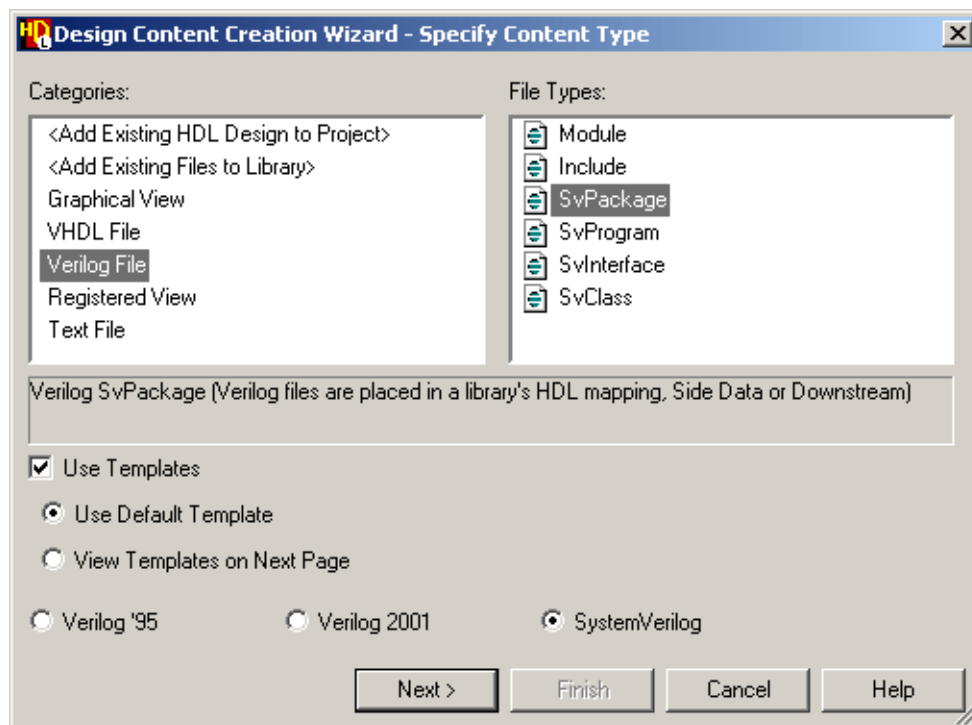 HDL Design Content Creation Wizard - Specify Content Type
Categories:
<Add Existing HDL Design to Project>
<Add Existing Files to Library>
Graphical View
VHDL File
Verilog File
Registered View
Text File
File Types:
Module
Include
SvPackage
SvProgram
SvInterface
SvClass
Verilog SvPackage (Verilog files are placed in a library's HDL mapping, Side Data or Downstream)
Use Templates
Use Default Template
View Templates on Next Page
Verilog '95 Verilog 2001 SystemVerilog
Next > Finish Cancel Help